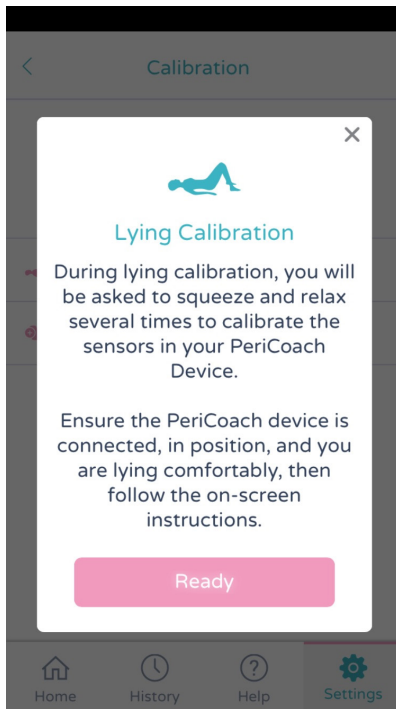 Calibration
Lying Calibration
During lying calibration, you will
be asked to squeeze and relax
several times to calibrate the
sensors in your PeriCoach
Device.
Ensure the PeriCoach device is
connected, in position, and you
are lying comfortably, then
follow the on-screen
instructions.
Ready
Home
History
Help
Settings